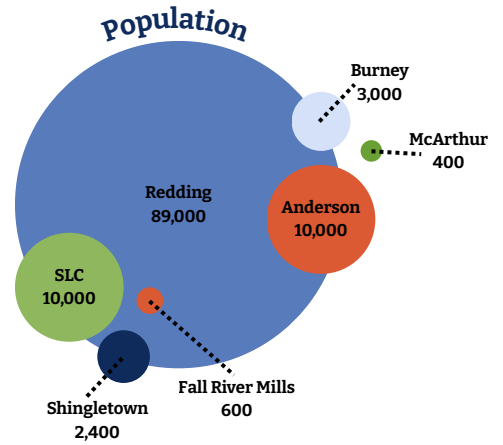 Population
Burney
3,000
McArthur
400
Redding
89,000
Anderson
10,000
SLC
10,000
Fall River Mills
600
Shingletown
2,400